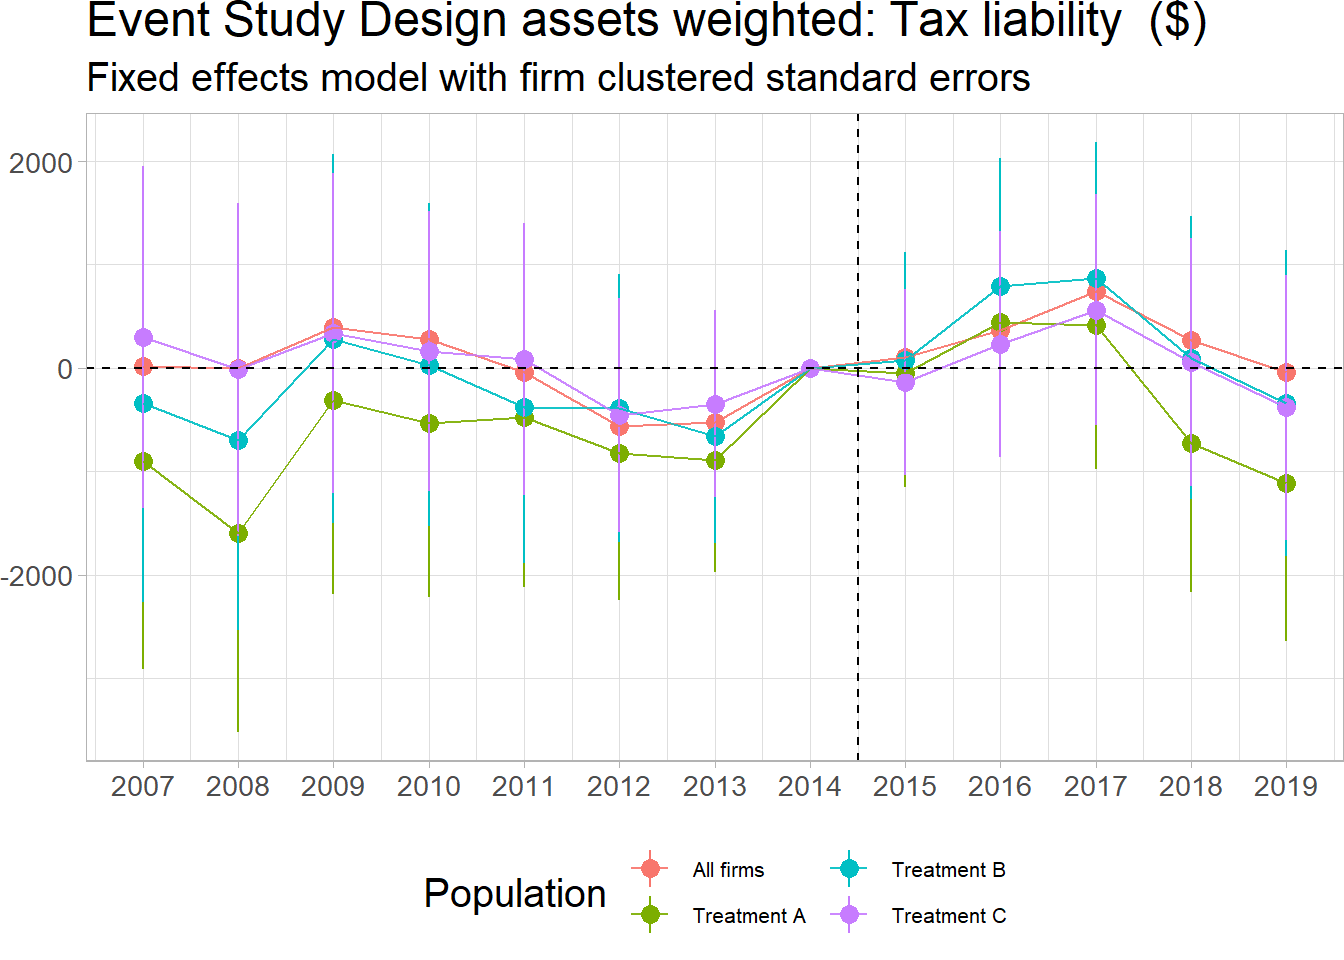 Event Study Design assets weighted: Tax liability  ($)
Fixed effects model with firm clustered standard errors
2000
0
-2000
2007 2008 2009 2010 2011 2012 2013 2014 2015 2016 2017 2018 2019
Population
All firms
Treatment A
Treatment B
Treatment C